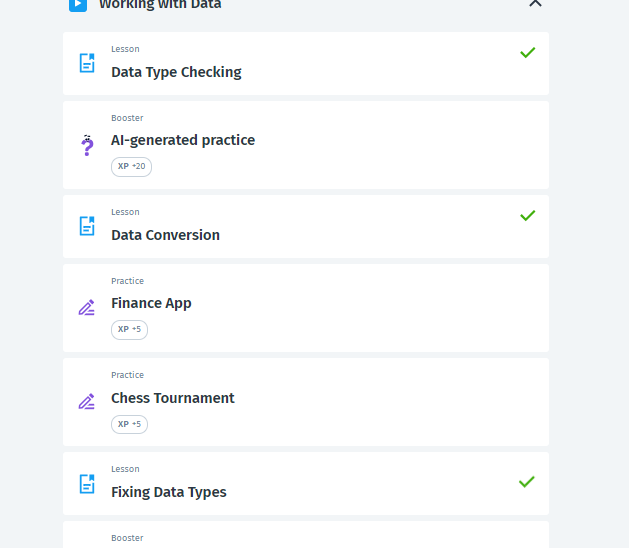 Working with Data
Lesson
Data Type Checking
Booster
AI-generated practice
XP +20
Lesson
Data Conversion
Practice
Finance App
XP +5
Practice
Chess Tournament
XP +5
Lesson
Fixing Data Types
Booster